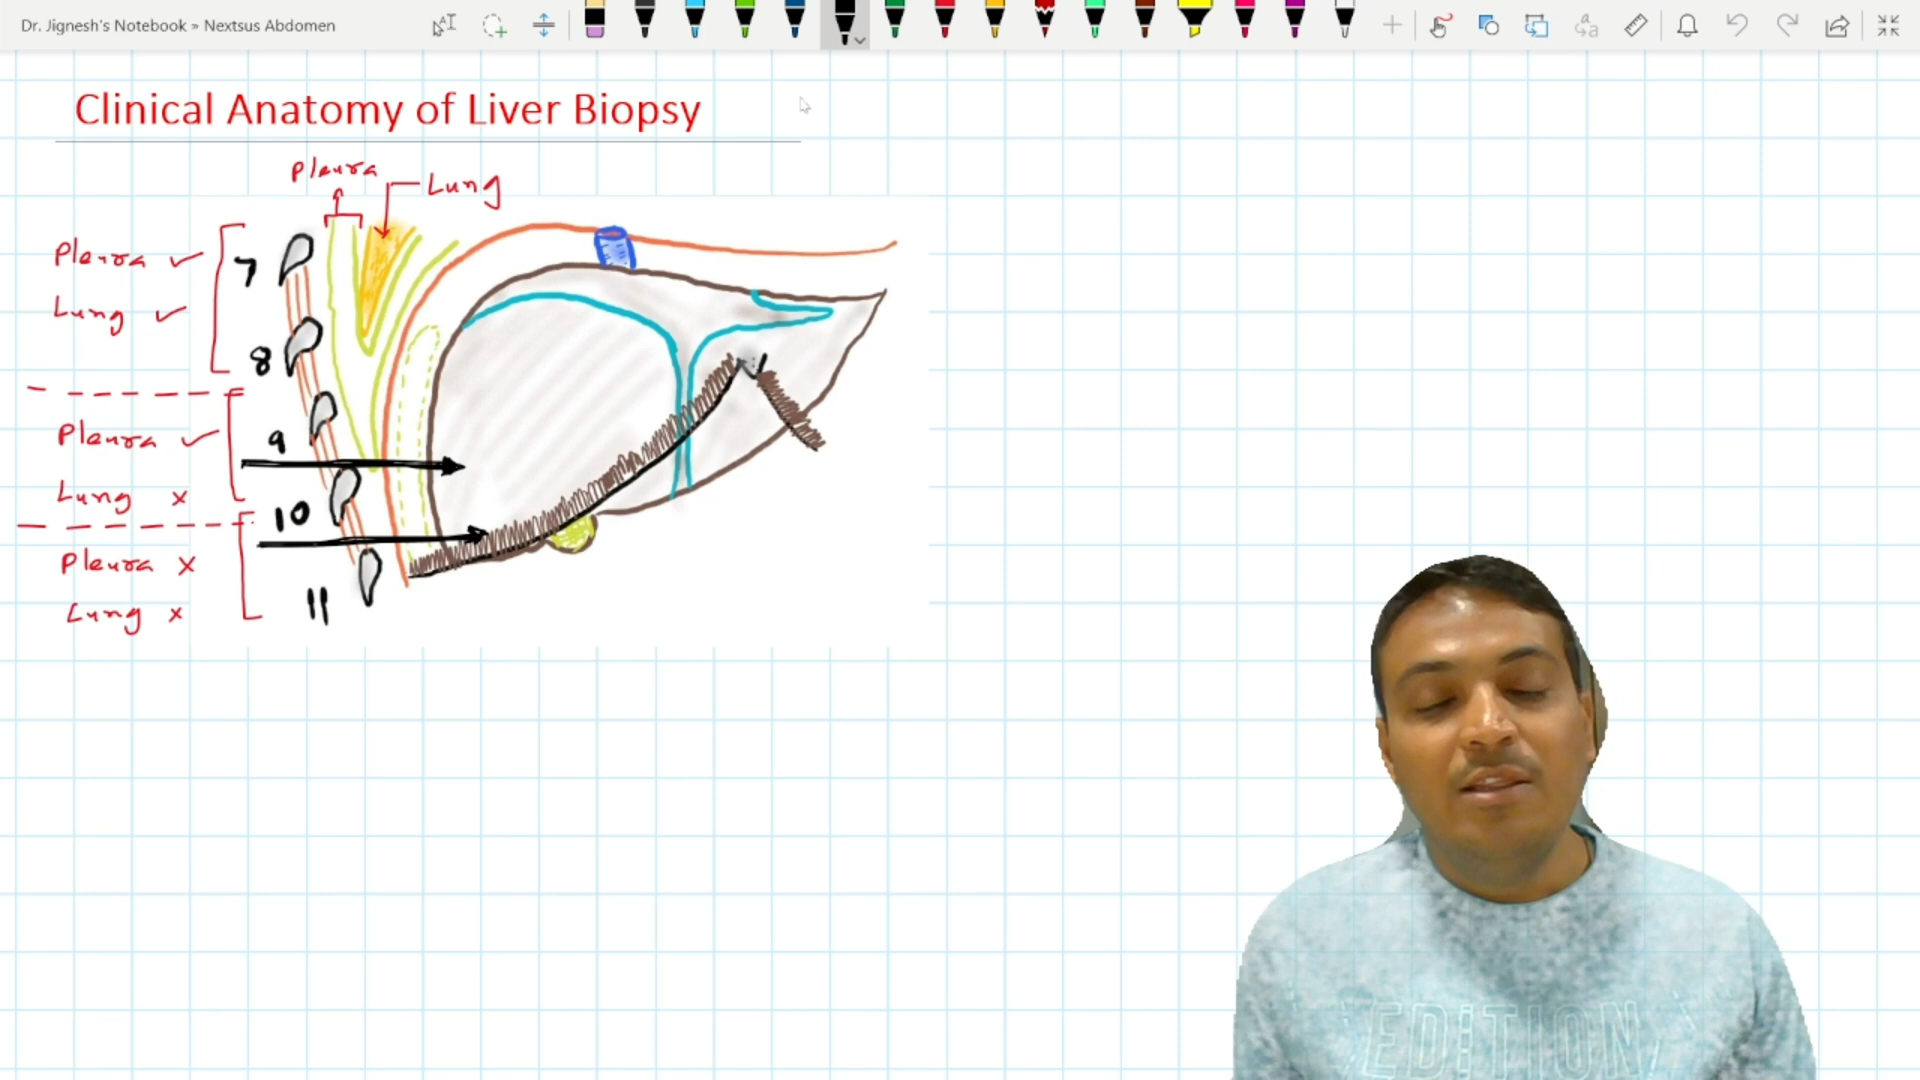 Dr. Jignesh's Notebook » Nextsus Abdomen
Clinical Anatomy of Liver Biopsy
Pleura
Lung
Pleura ✓
7
Lung ✓
8
Pleura ✓
9
Lung x
10
Pleura x
11
Lung x
EDITION